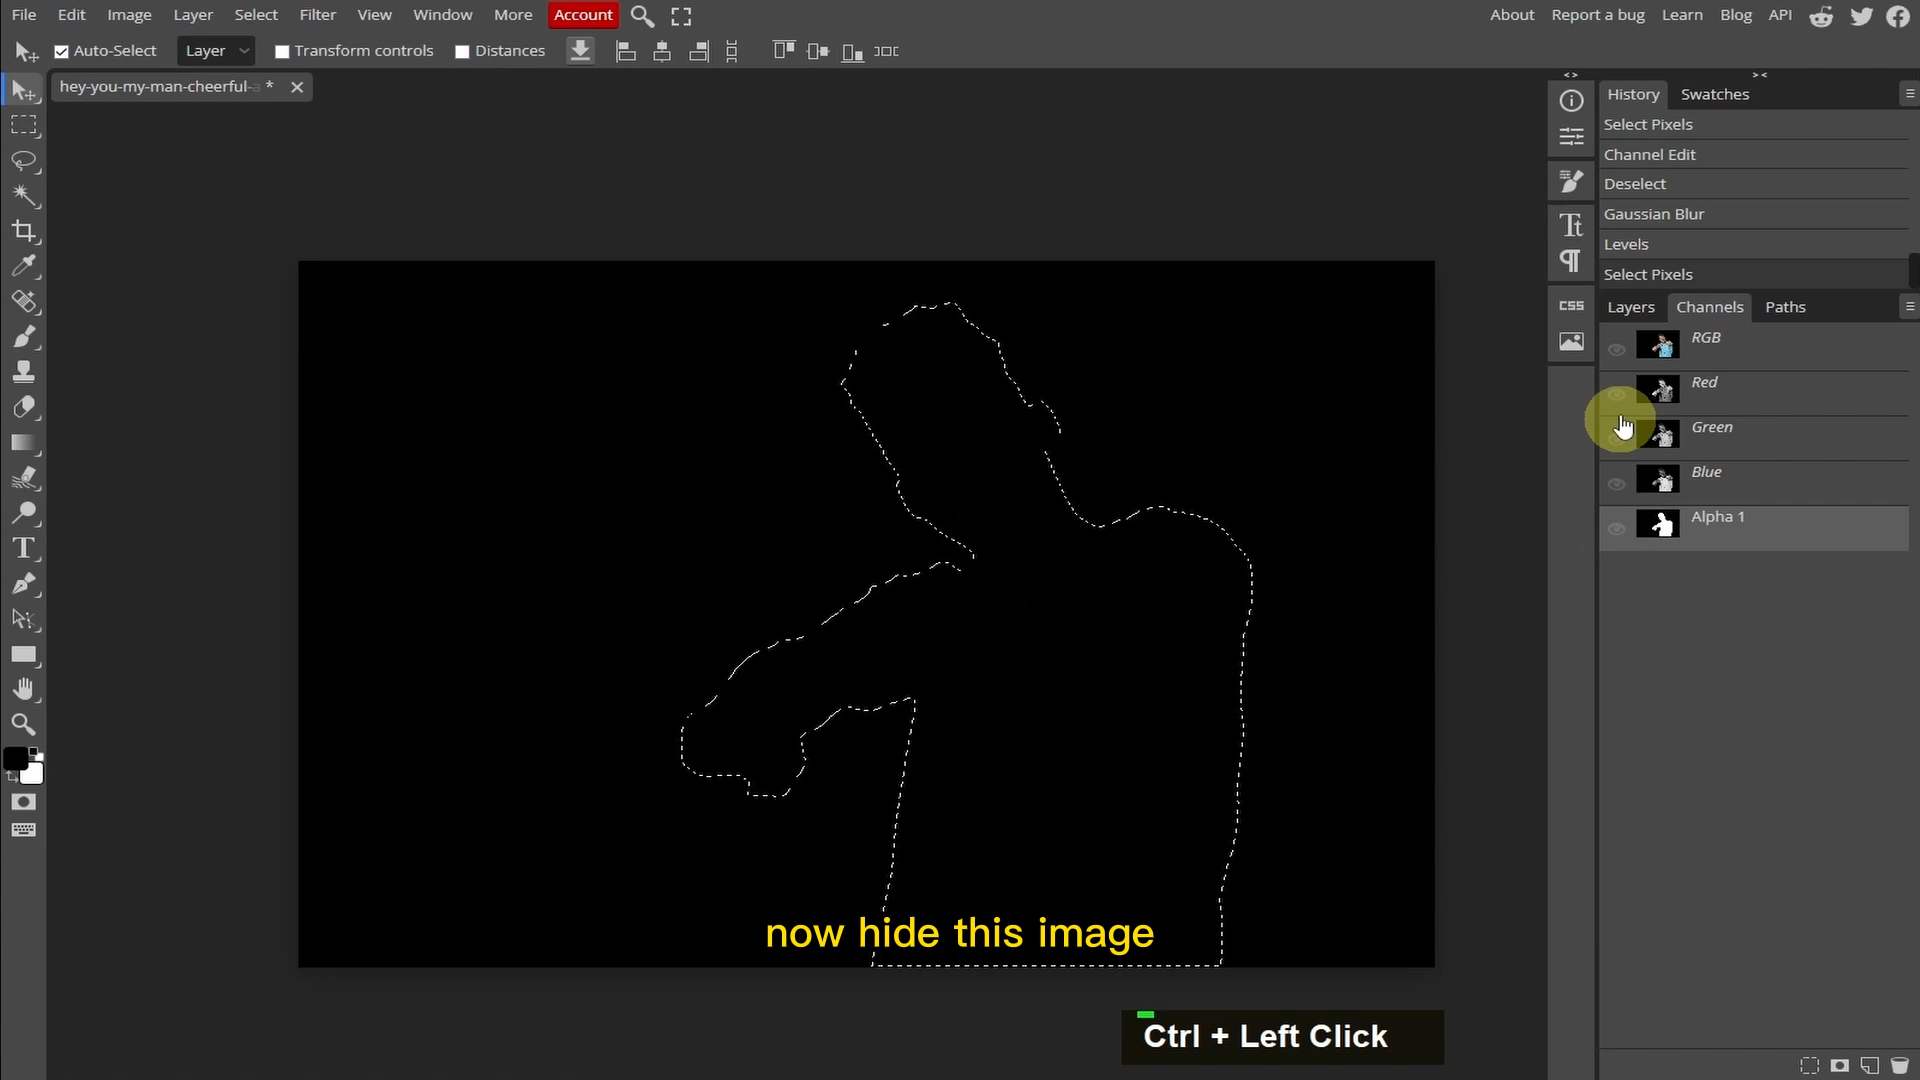 File Edit Image Layer Select Filter View Window More Account About Report a bug Learn Blog API
Auto-Select Layer Transform controls Distances
hey-you-my-man-cheerful-a *
History Swatches
Select Pixels
Channel Edit
Deselect
Gaussian Blur
Levels
Select Pixels
CSS
Layers Channels Paths
RGB
Red
Green
Blue
Alpha 1
now hide this image
Ctrl + Left Click